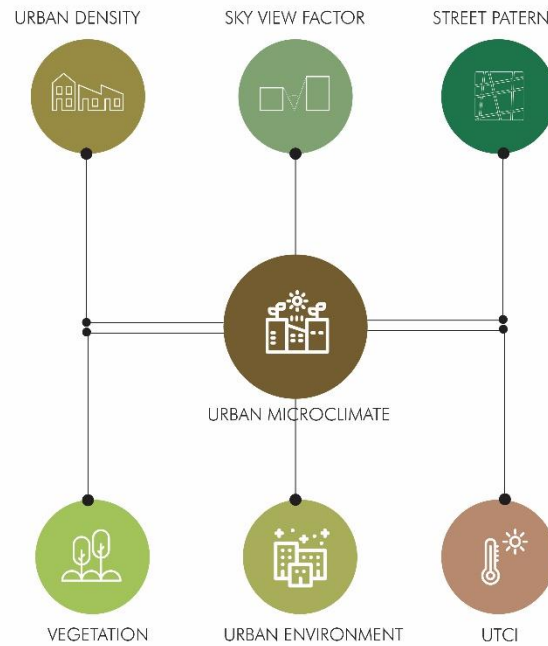 URBAN DENSITY
SKY VIEW FACTOR
STREET PATERN
URBAN MICROCLIMATE
VEGETATION
URBAN ENVIRONMENT
UTCI